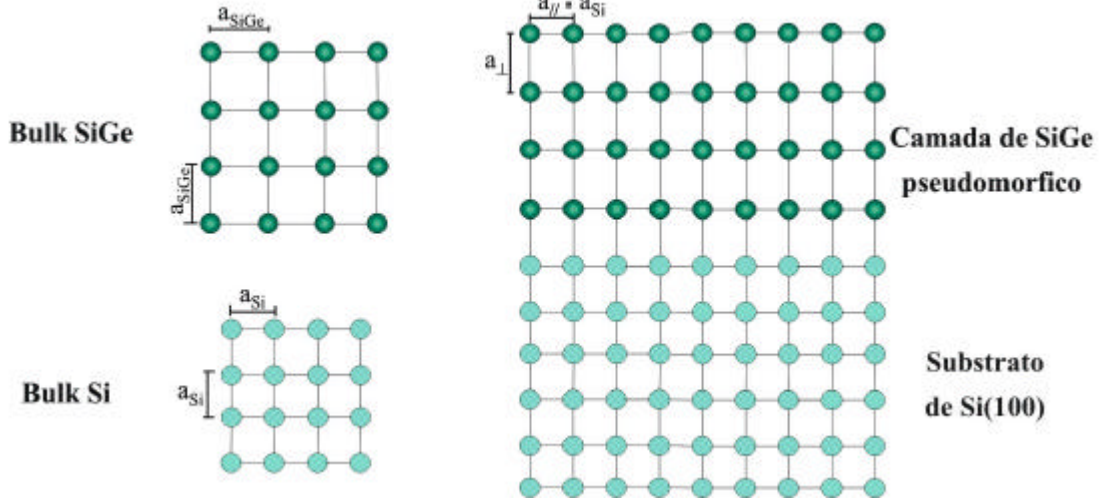 a_SiGe
a_// = a_Si
a_⊥
Bulk SiGe
a_SiGe
Camada de SiGe
pseudomorfico
a_Si
Bulk Si
a_Si
Substrato
de Si(100)